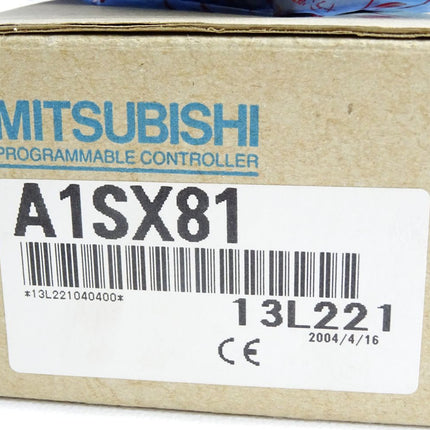 MITSUBISHI
PROGRAMMABLE CONTROLLER
A1SX81
*13L221040400*
13L221
2004/4/16
CE